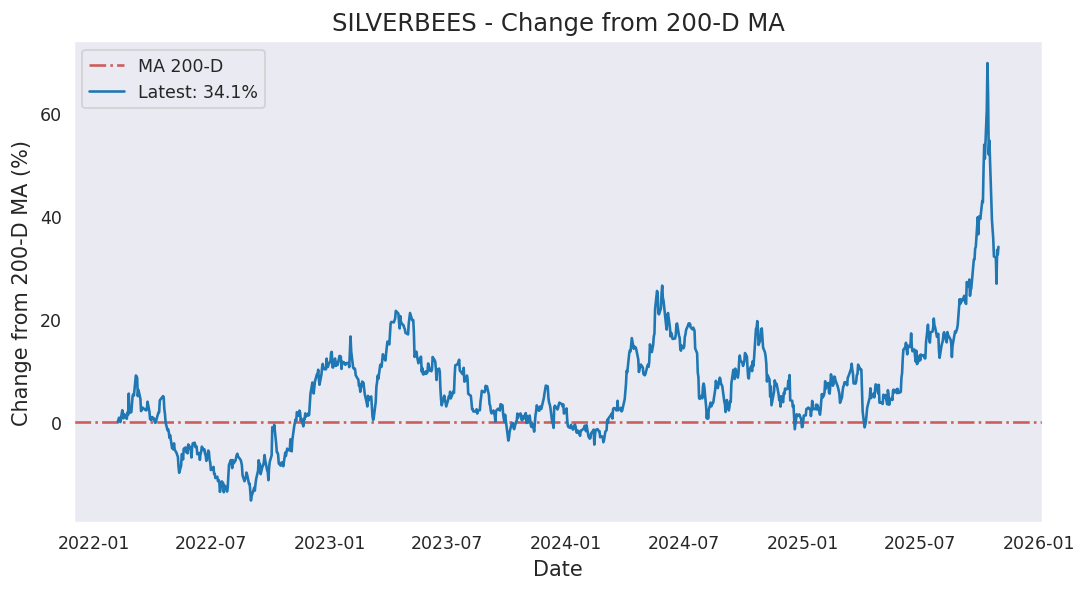 SILVERBEES - Change from 200-D MA
MA 200-D
Latest: 34.1%
Change from 200-D MA (%)
60
40
20
0
2022-01 2022-07 2023-01 2023-07 2024-01 2024-07 2025-01 2025-07 2026-01
Date